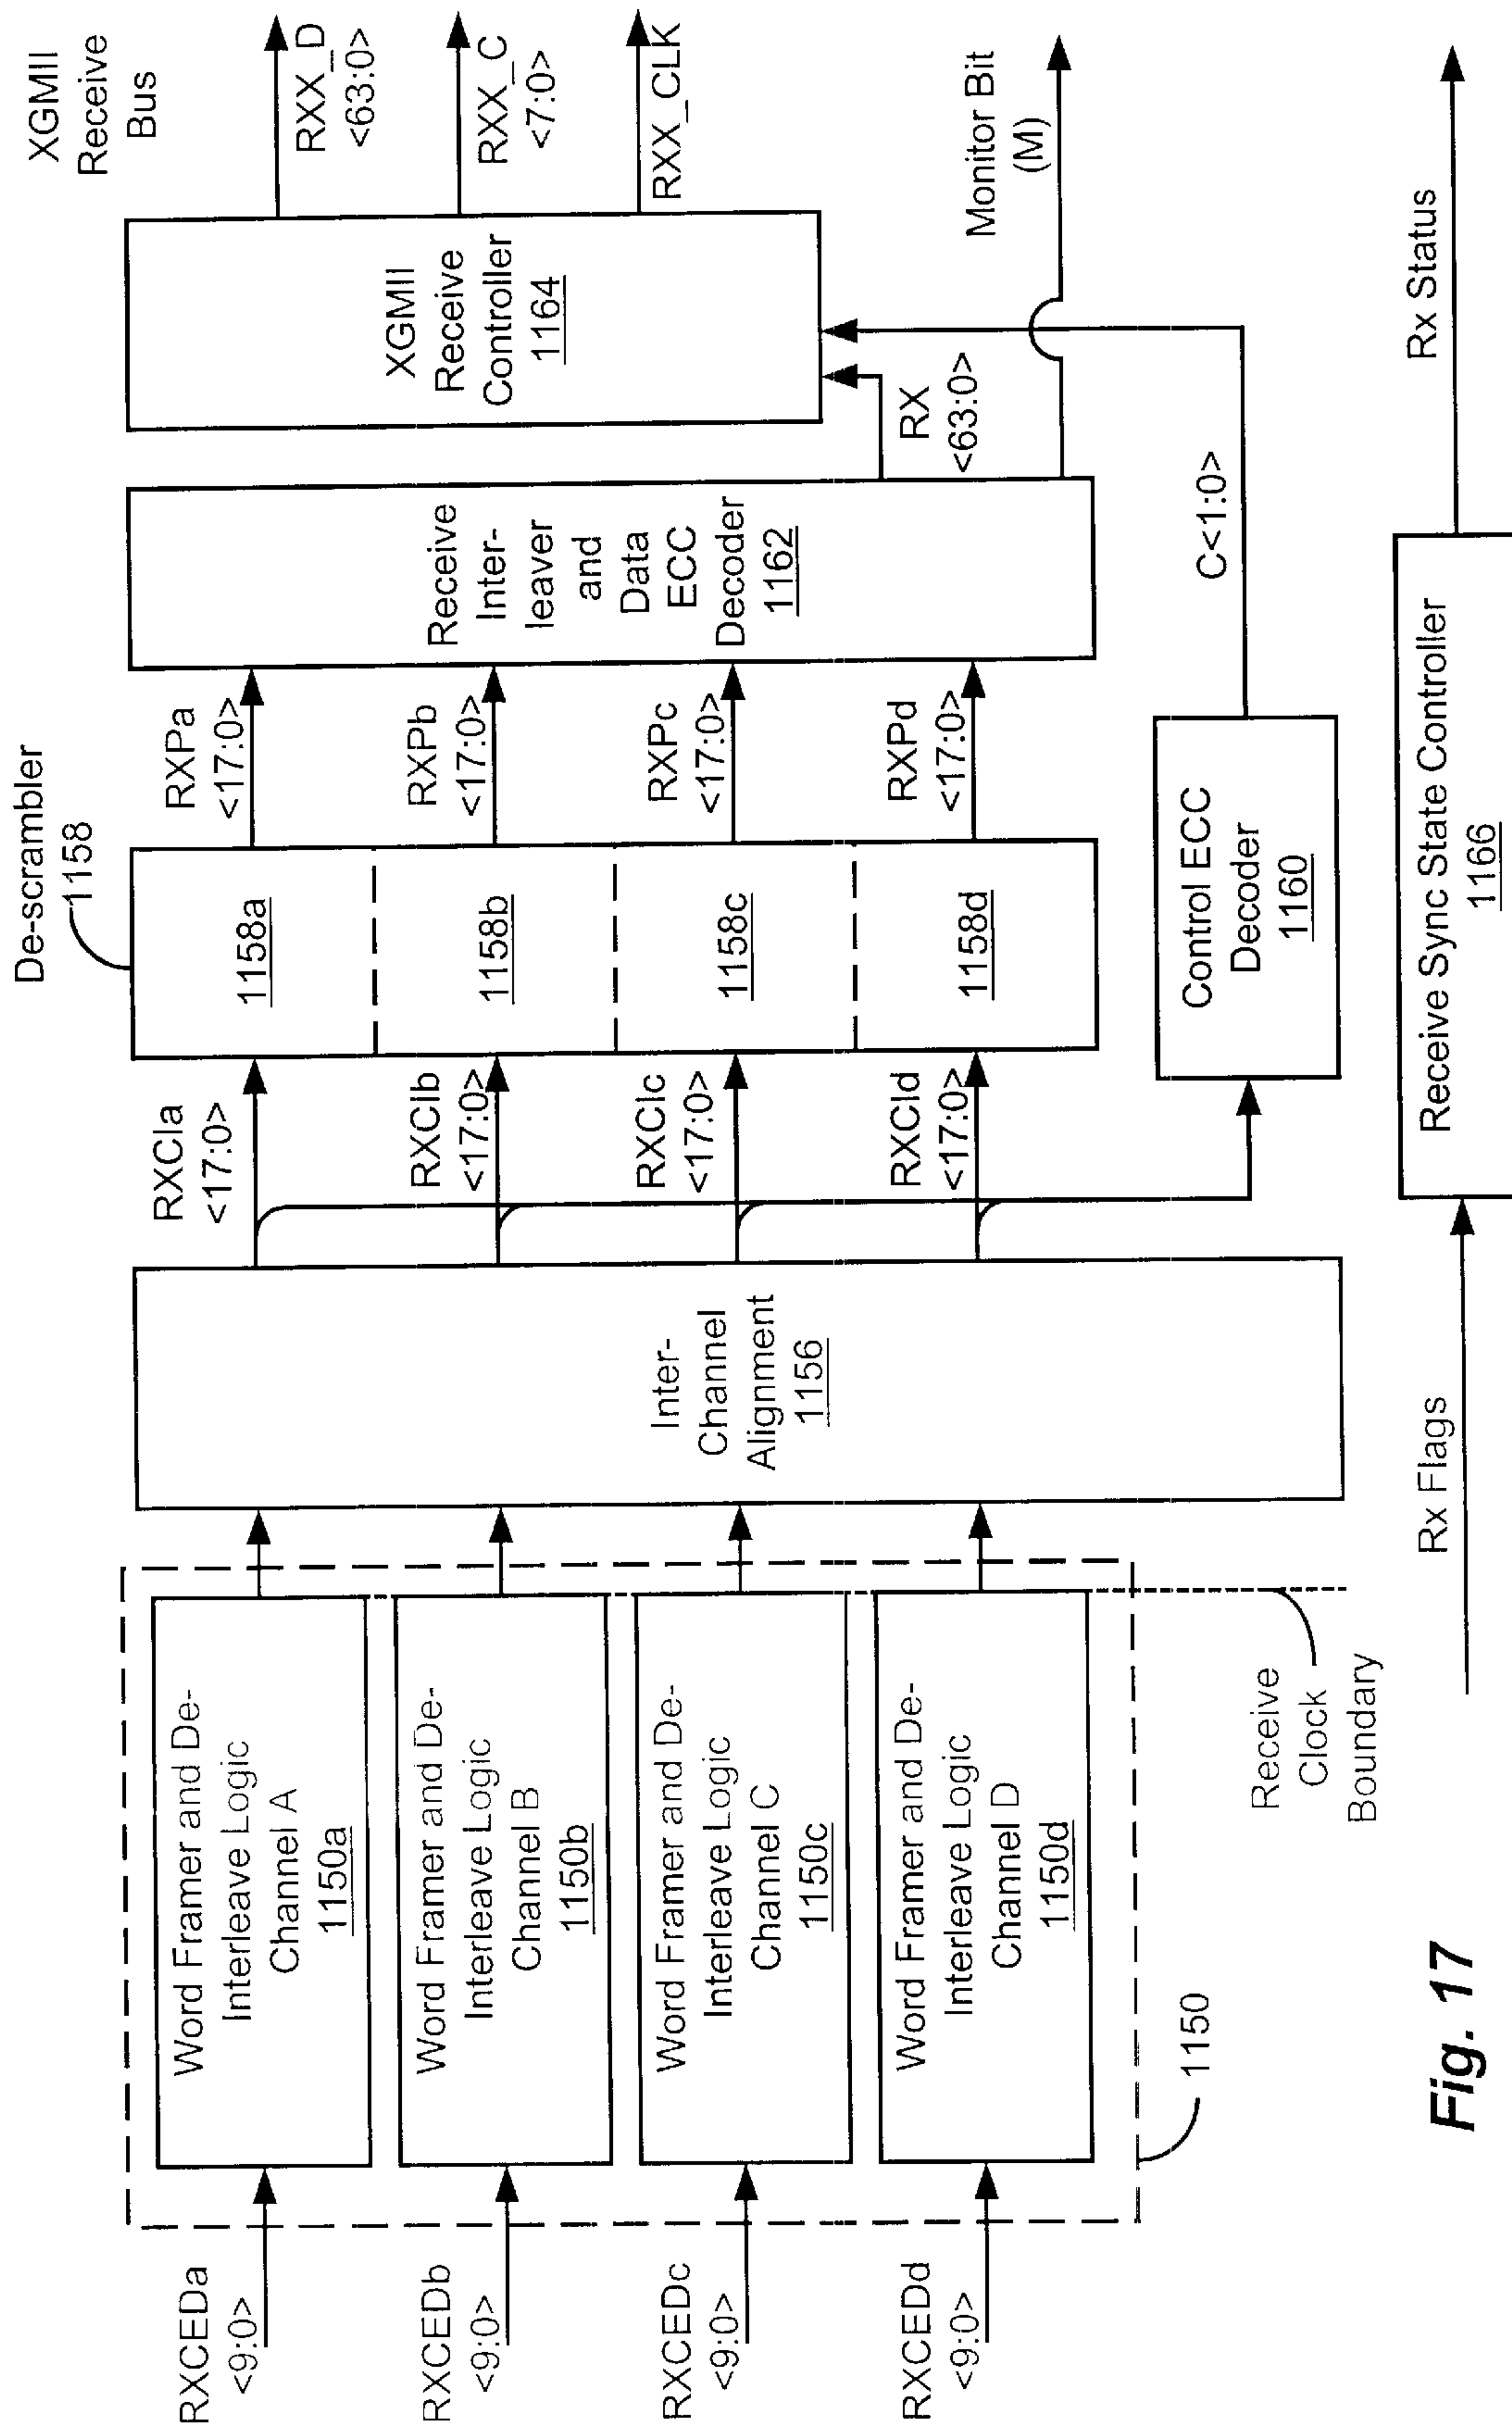 RXCEDa
<9:0>
RXCEDb
<9:0>
RXCEDc
<9:0>
RXCEDd
<9:0>
Word Framer and De-
Interleave Logic
Channel A
1150a
Word Framer and De-
Interleave Logic
Channel B
1150b
Word Framer and De-
Interleave Logic
Channel C
1150c
Word Framer and De-
Interleave Logic
Channel D
1150d
1150
Receive
Clock
Boundary
Inter-
Channel
Alignment
1156
RXCIa
<17:0>
RXCIb
<17:0>
RXCIc
<17:0>
RXCId
<17:0>
De-scrambler
1158
1158a
1158b
1158c
1158d
Control ECC
Decoder
1160
RXPa
<17:0>
RXPb
<17:0>
RXPc
<17:0>
RXPd
<17:0>
Receive
Inter-
leaver
and
Data
ECC
Decoder
1162
C<1:0>
RX
<63:0>
XGMII
Receive
Controller
1164
XGMII
Receive
Bus
RXX_D
<63:0>
RXX_C
<7:0>
RXX_CLK
Monitor Bit
(M)
Rx Flags
Receive Sync State Controller
1166
Rx Status
Fig. 17